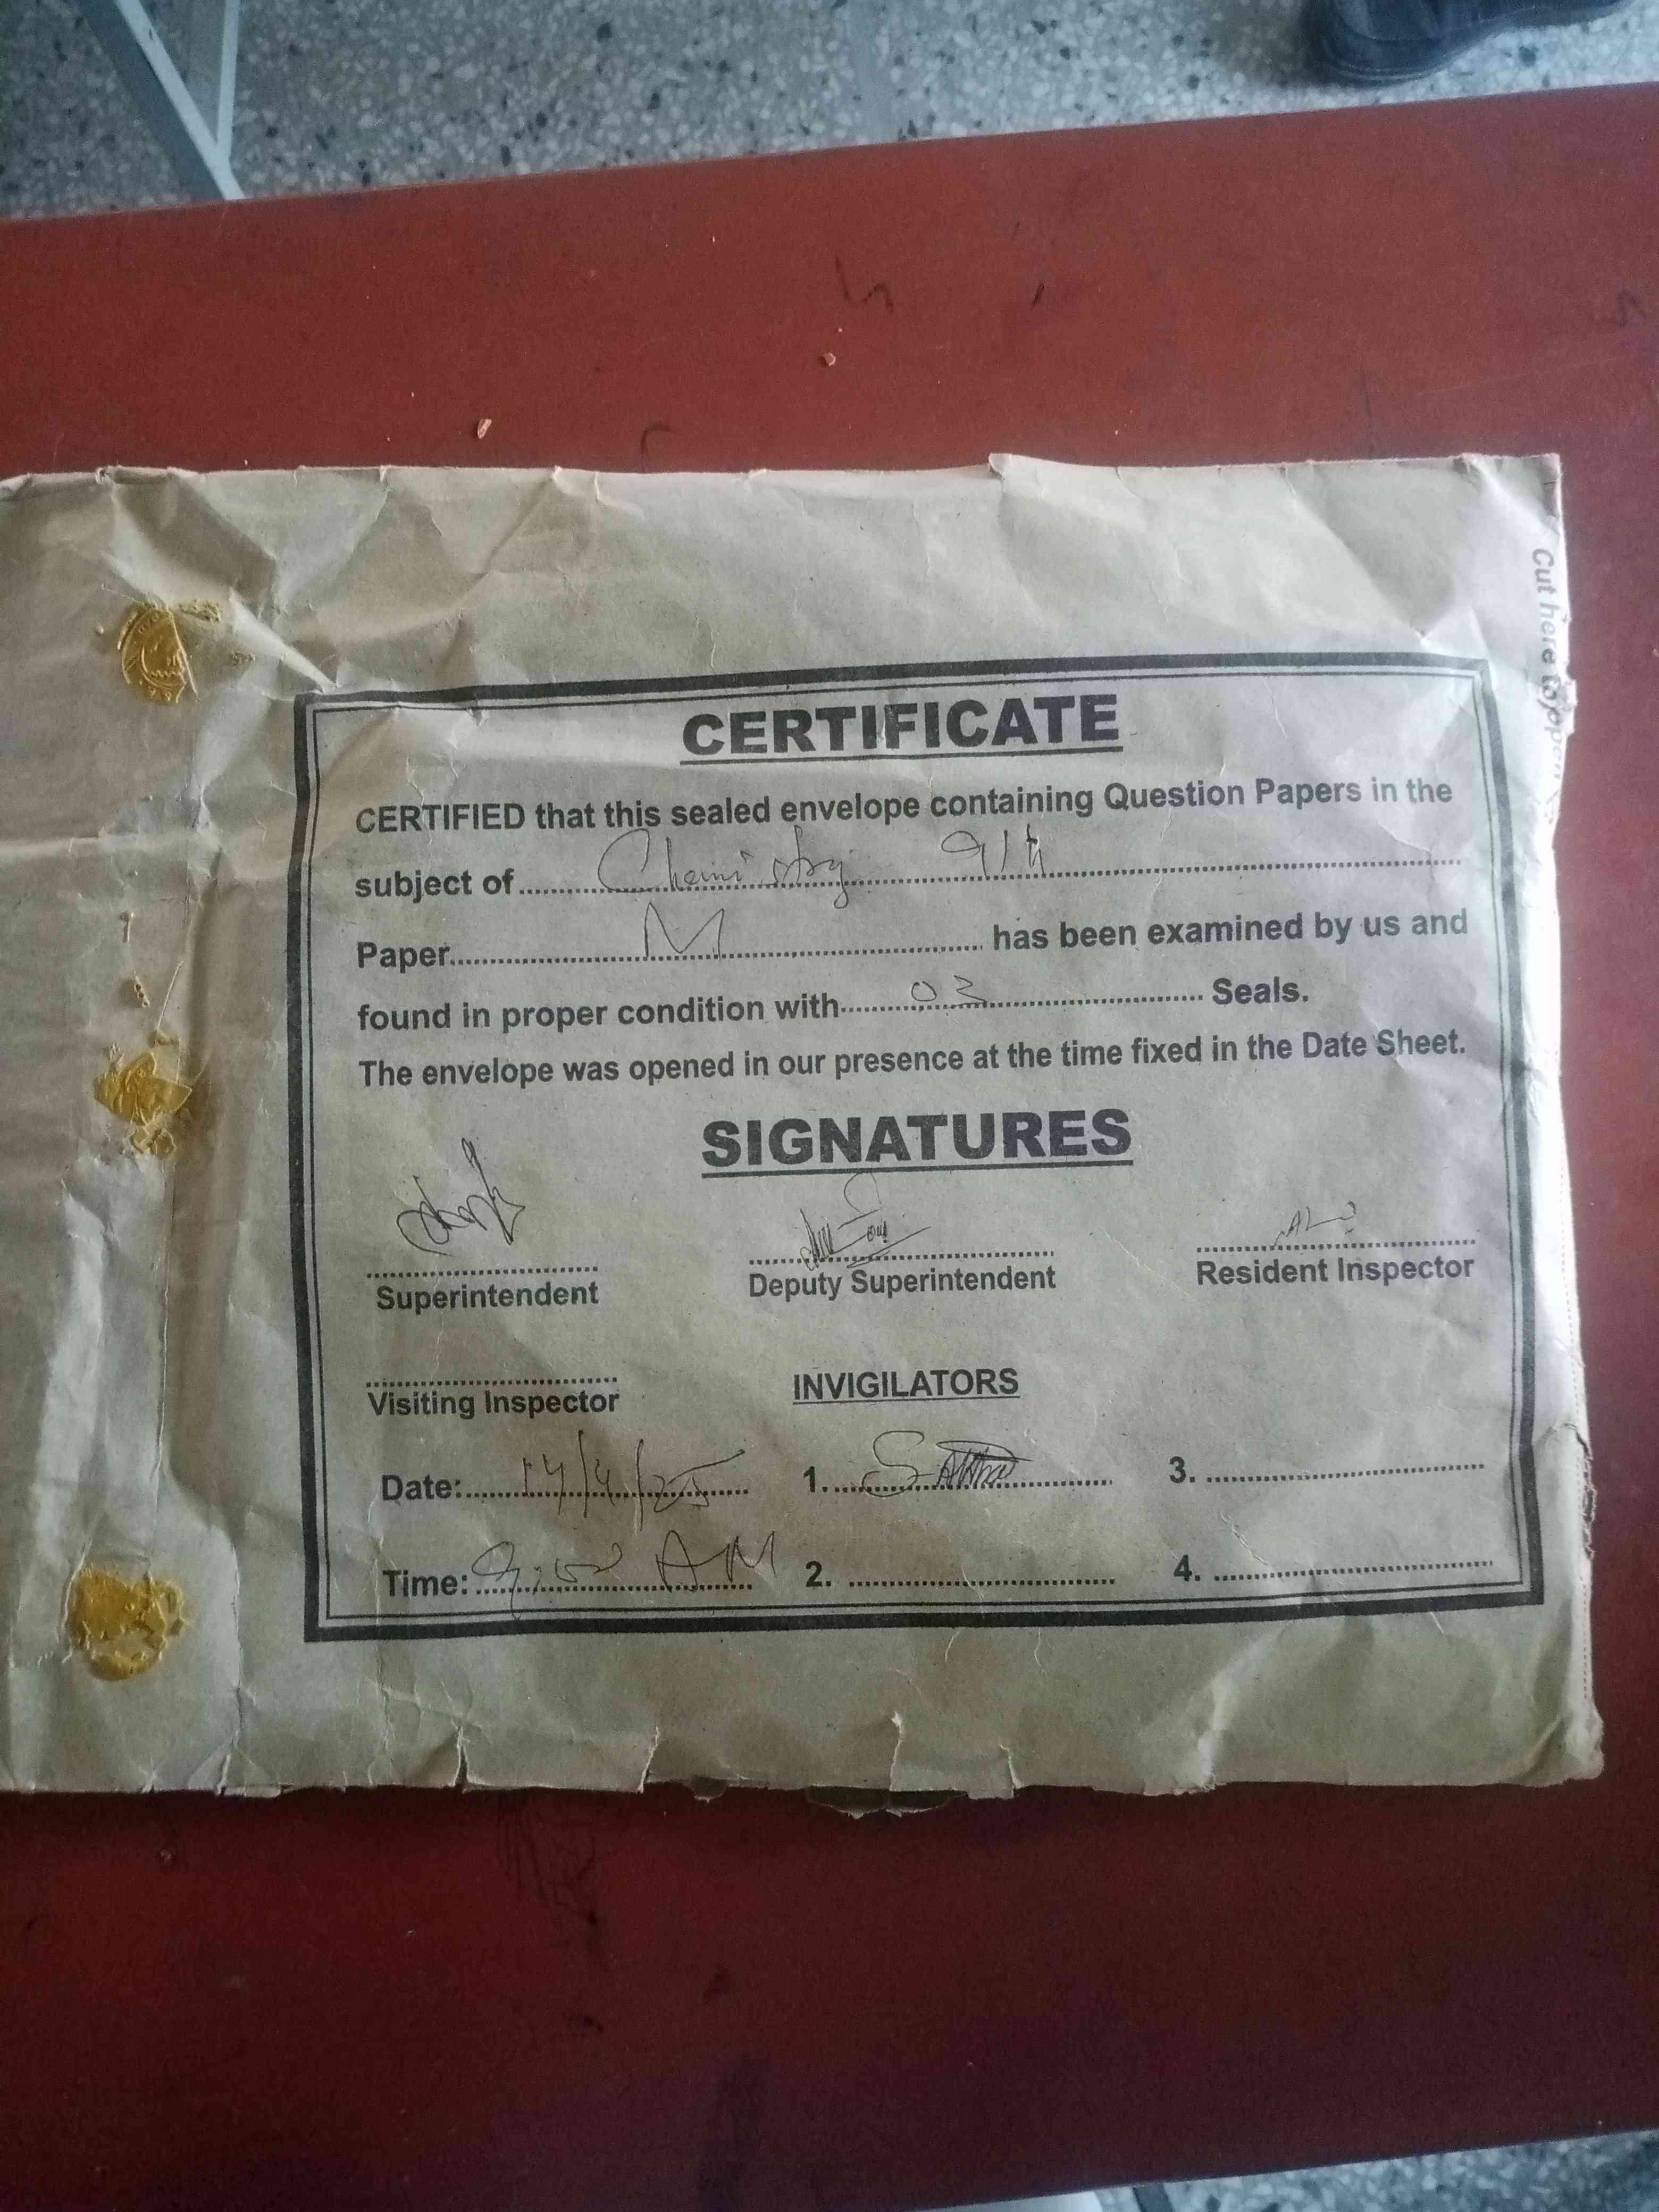 CERTIFICATE
CERTIFIED that this sealed envelope containing Question Papers in the
subject of Chemistry 9th
Paper M has been examined by us and
found in proper condition with 03 Seals.
The envelope was opened in our presence at the time fixed in the Date Sheet.
SIGNATURES
Superintendent
Deputy Superintendent
Resident Inspector
Visiting Inspector
INVIGILATORS
Date: 14/4/25 1. 3.
Time: 9:00 AM 2. 4.
Cut here to open